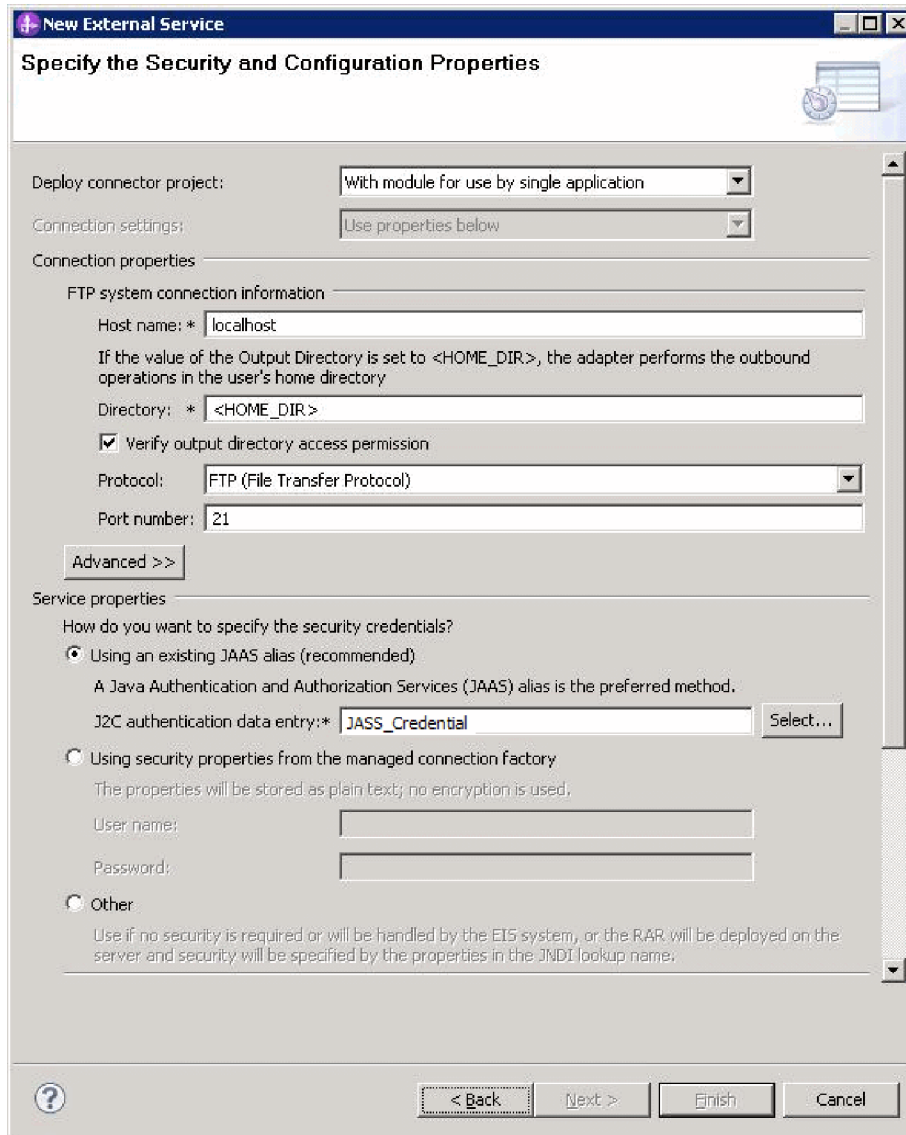 New External Service
Specify the Security and Configuration Properties
Deploy connector project: With module for use by single application
Connection settings: Use properties below
Connection properties
FTP system connection information
Host name: * localhost
If the value of the Output Directory is set to <HOME_DIR>, the adapter performs the outbound
operations in the user's home directory
Directory: * <HOME_DIR>
Verify output directory access permission
Protocol: FTP (File Transfer Protocol)
Port number: 21
Advanced >>
Service properties
How do you want to specify the security credentials?
Using an existing JAAS alias (recommended)
A Java Authentication and Authorization Services (JAAS) alias is the preferred method.
J2C authentication data entry:* JASS_Credential Select...
Using security properties from the managed connection factory
The properties will be stored as plain text; no encryption is used.
User name:
Password:
Other
Use if no security is required or will be handled by the EIS system, or the RAR will be deployed on the
server and security will be specified by the properties in the JNDI lookup name.
? < Back Next > Finish Cancel